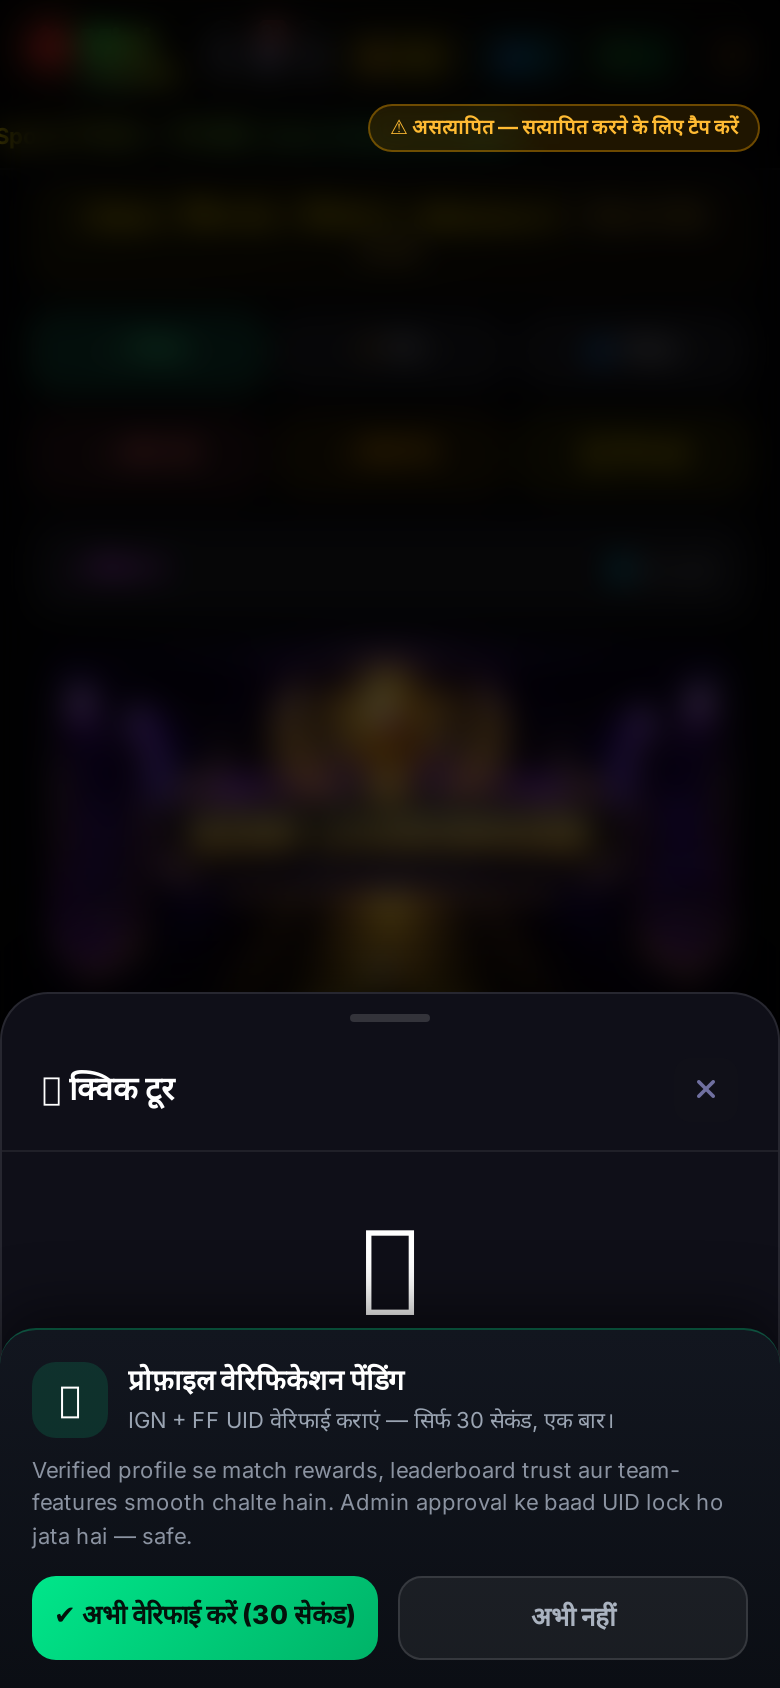 ⚠ असत्यापित — सत्यापित करने के लिए टैप करें
क्विक टूर
प्रोफ़ाइल वेरिफिकेशन पेंडिंग
IGN + FF UID वेरिफाई कराएं — सिर्फ 30 सेकंड, एक बार।
Verified profile se match rewards, leaderboard trust aur team-
features smooth chalte hain. Admin approval ke baad UID lock ho
jata hai — safe.
✔ अभी वेरिफाई करें (30 सेकंड)
अभी नहीं